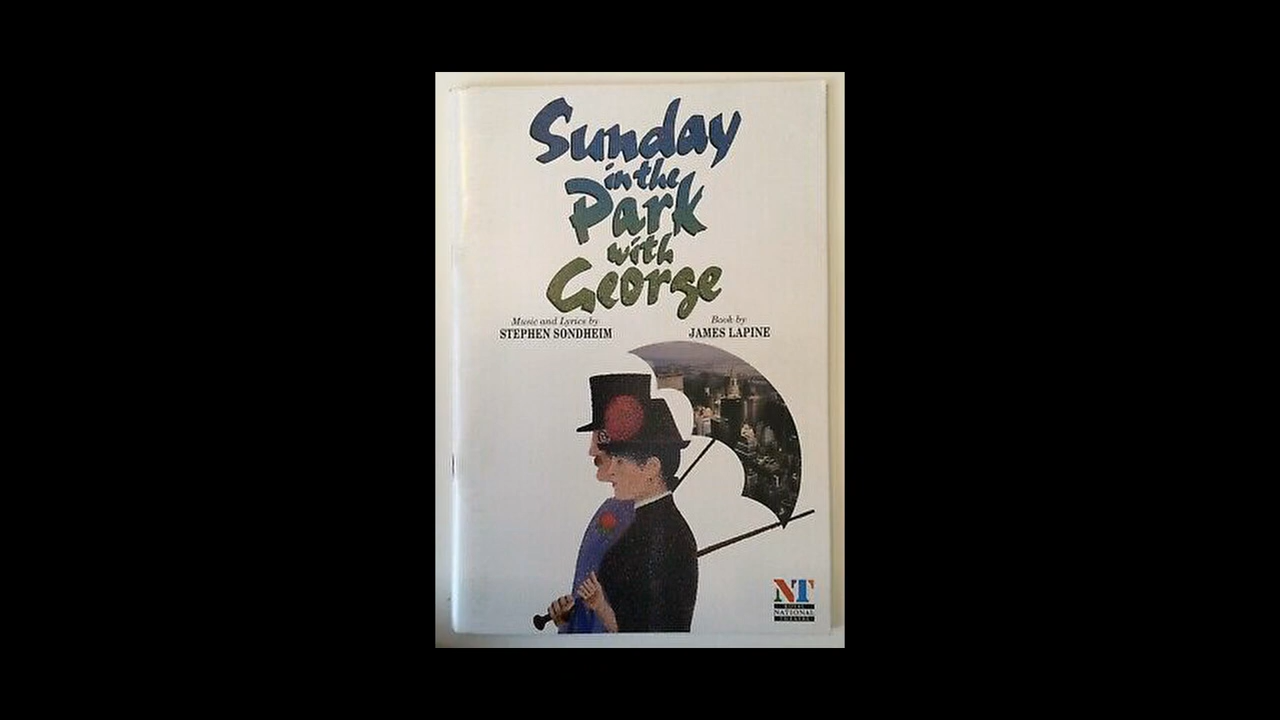 Sunday
in the
Park
with
George
Music and Lyrics by
STEPHEN SONDHEIM
Book by
JAMES LAPINE
NT
ROYAL
NATIONAL
THEATRE